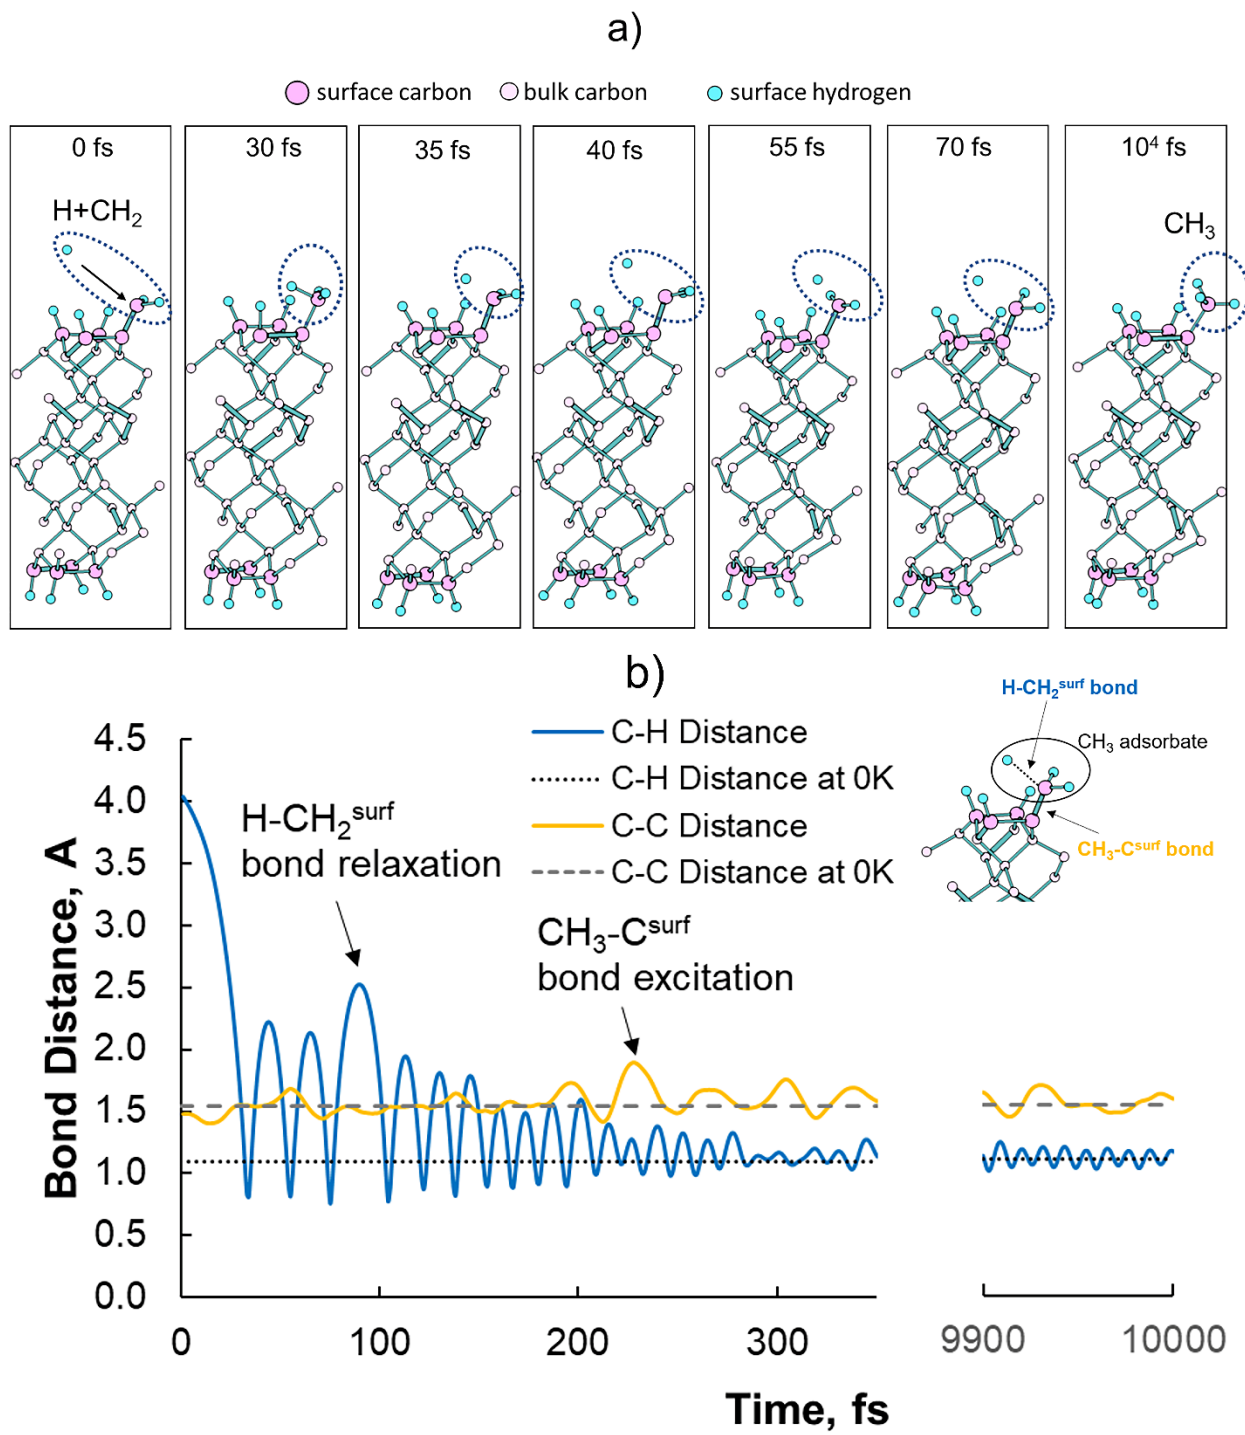 a)
surface carbon bulk carbon surface hydrogen
0 fs 30 fs 35 fs 40 fs 55 fs 70 fs 10⁴ fs
H+CH₂ CH₃
b)
H-CH₂ˢᵘʳᶠ bond
CH₃ adsorbate
CH₃-Cˢᵘʳᶠ bond
C-H Distance
C-H Distance at 0K
C-C Distance
C-C Distance at 0K
H-CH₂ˢᵘʳᶠ
bond relaxation
CH₃-Cˢᵘʳᶠ
bond excitation
Bond Distance, A
4.5
4.0
3.5
3.0
2.5
2.0
1.5
1.0
0.5
0.0
0 100 200 300 9900 10000
Time, fs